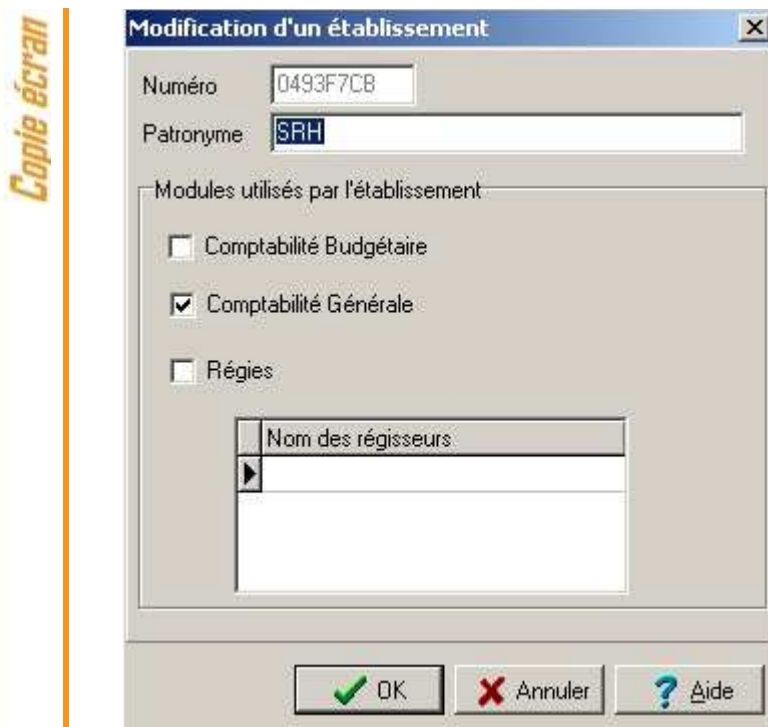 Copie écran
Modification d'un établissement
Numéro 0493F7CB
Patronyme SRH
Modules utilisés par l'établissement
Comptabilité Budgétaire
Comptabilité Générale
Régies
Nom des régisseurs
OK Annuler Aide